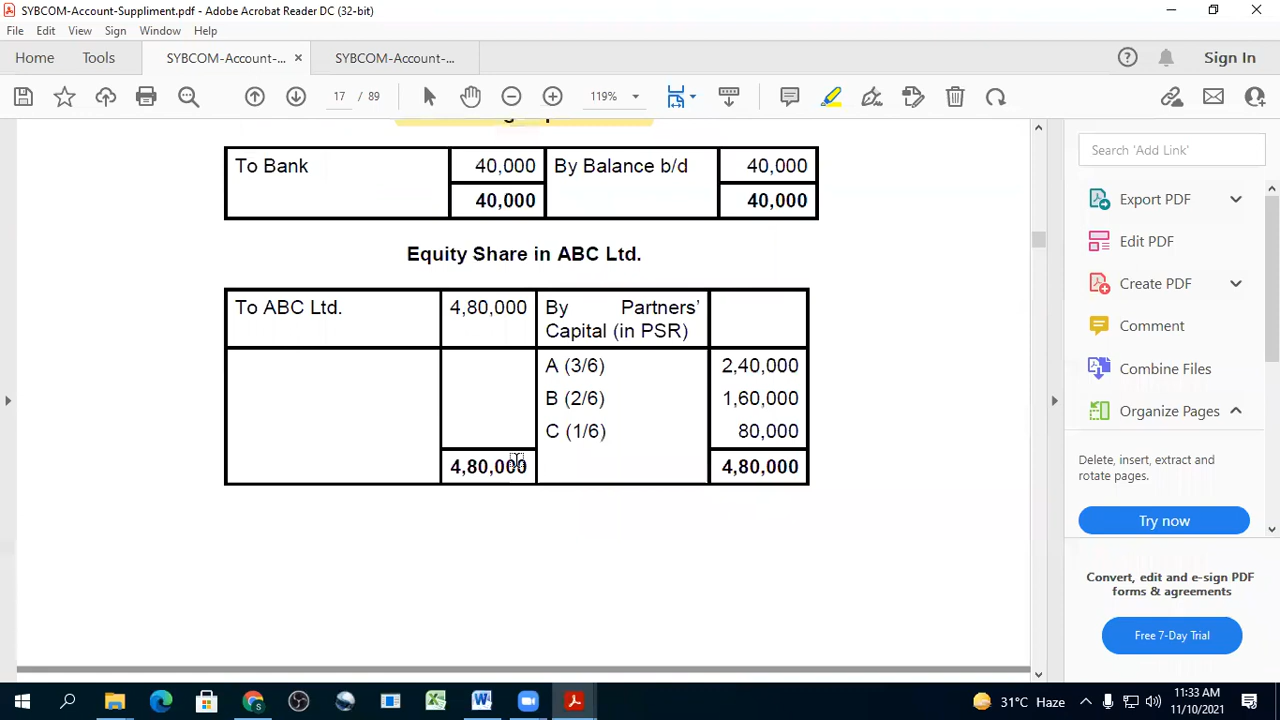 SYBCOM-Account-Suppliment.pdf - Adobe Acrobat Reader DC (32-bit)
File Edit View Sign Window Help
Home Tools SYBCOM-Account-... × SYBCOM-Account-... Sign In
17 / 89 119%
To Bank 40,000 By Balance b/d 40,000
40,000 40,000
Equity Share in ABC Ltd.
To ABC Ltd. 4,80,000 By Partners’
Capital (in PSR)
A (3/6) 2,40,000
B (2/6) 1,60,000
C (1/6) 80,000
4,80,000 4,80,000
Search 'Add Link'
Export PDF
Edit PDF
Create PDF
Comment
Combine Files
Organize Pages
Delete, insert, extract and
rotate pages.
Try now
Convert, edit and e-sign PDF
forms & agreements
Free 7-Day Trial
31°C Haze
11:33 AM
11/10/2021